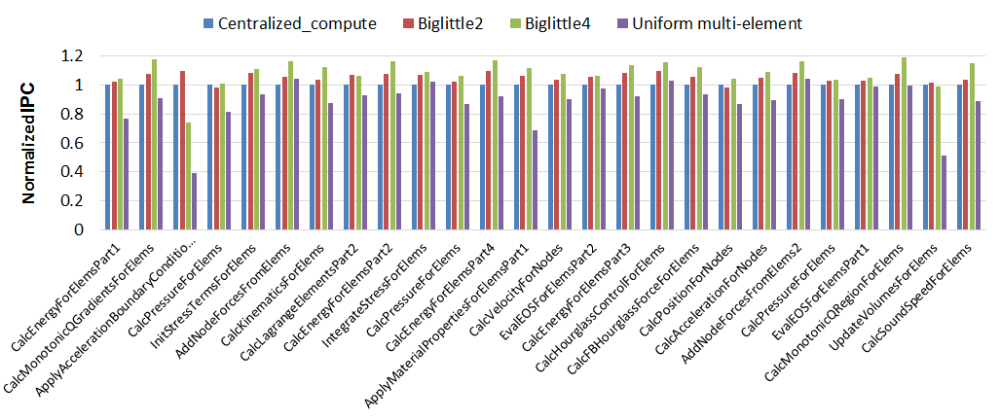 Centralized_compute Biglittle2 Biglittle4 Uniform multi-element
NormalizedIPC
1.2
1
0.8
0.6
0.4
0.2
0
CalcEnergyForElemsPart1
CalcMonotonicQGradientsForElems
ApplyAccelerationBoundaryConditio...
CalcPressureForElems
InitStressTermsForElems
AddNodeForcesFromElems
CalcKinematicsForElems
CalcLagrangeElementsPart2
CalcEnergyForElemsPart2
IntegrateStressForElems
CalcPressureForElems
CalcEnergyForElemsPart4
ApplyMaterialPropertiesForElemsPart1
CalcVelocityForNodes
EvalEOSForElemsPart2
CalcEnergyForElemsPart3
CalcHourglassControlForElems
CalcFBHourglassForceForElems
CalcPositionForNodes
CalcAccelerationForNodes
AddNodeForcesFromElems2
CalcPressureForElems
EvalEOSForElemsPart1
CalcMonotonicQRegionForElems
UpdateVolumesForElems
CalcSoundSpeedForElems